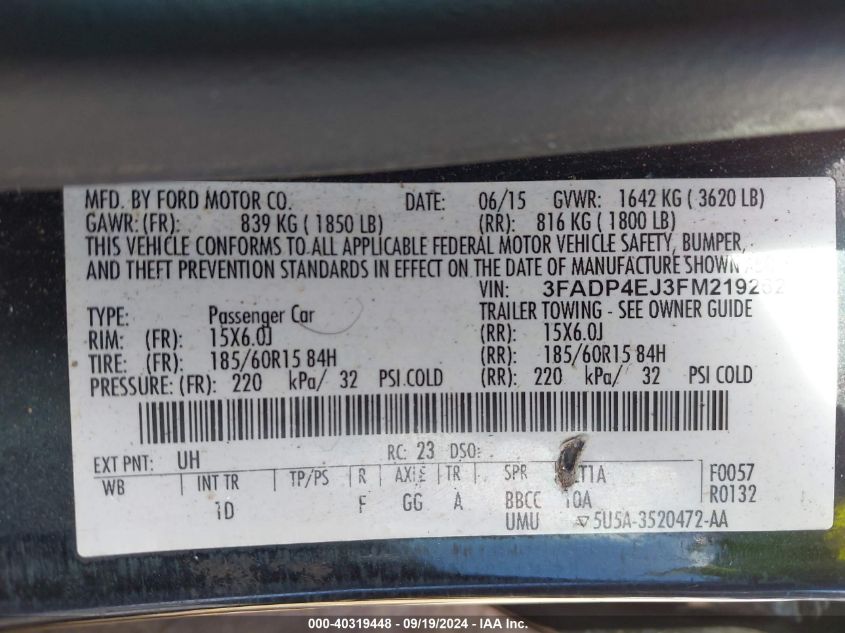 MFD. BY FORD MOTOR CO. DATE: 06/15 GVWR: 1642 KG ( 3620 LB)
GAWR: (FR): 839 KG ( 1850 LB) (RR): 816 KG ( 1800 LB)
THIS VEHICLE CONFORMS TO ALL APPLICABLE FEDERAL MOTOR VEHICLE SAFETY, BUMPER,
AND THEFT PREVENTION STANDARDS IN EFFECT ON THE DATE OF MANUFACTURE SHOWN
VIN: 3FADP4EJ3FM219262
TYPE: Passenger Car TRAILER TOWING - SEE OWNER GUIDE
RIM: (FR): 15X6.0J (RR): 15X6.0J
TIRE: (FR): 185/60R15 84H (RR): 185/60R15 84H
PRESSURE: (FR): 220 kPa/ 32 PSI COLD (RR): 220 kPa/ 32 PSI COLD
EXT PNT: UH RC: 23 DSO:
WB INT TR TP/PS R AXLE TR SPR F0057
1D F GG A BBCC 10A R0132
UMU 5U5A-3520472-AA
000-40319448 - 09/19/2024 - IAA Inc.